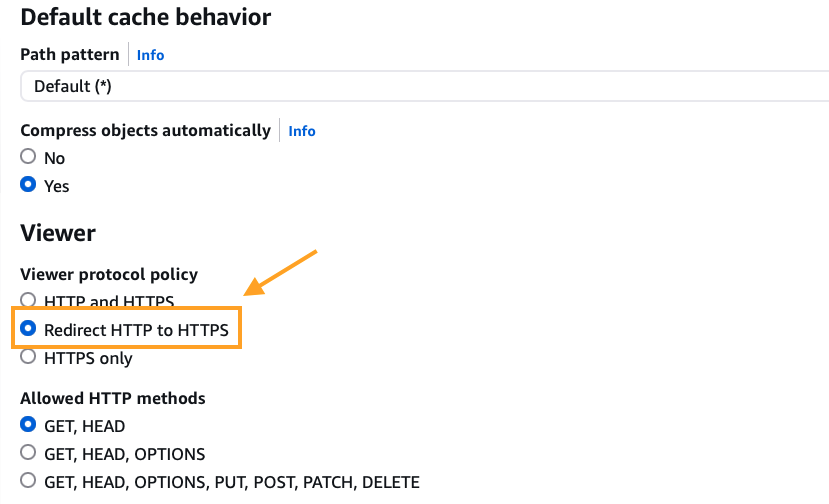 Default cache behavior
Path pattern Info
Default (*)
Compress objects automatically Info
No
Yes
Viewer
Viewer protocol policy
HTTP and HTTPS
Redirect HTTP to HTTPS
HTTPS only
Allowed HTTP methods
GET, HEAD
GET, HEAD, OPTIONS
GET, HEAD, OPTIONS, PUT, POST, PATCH, DELETE